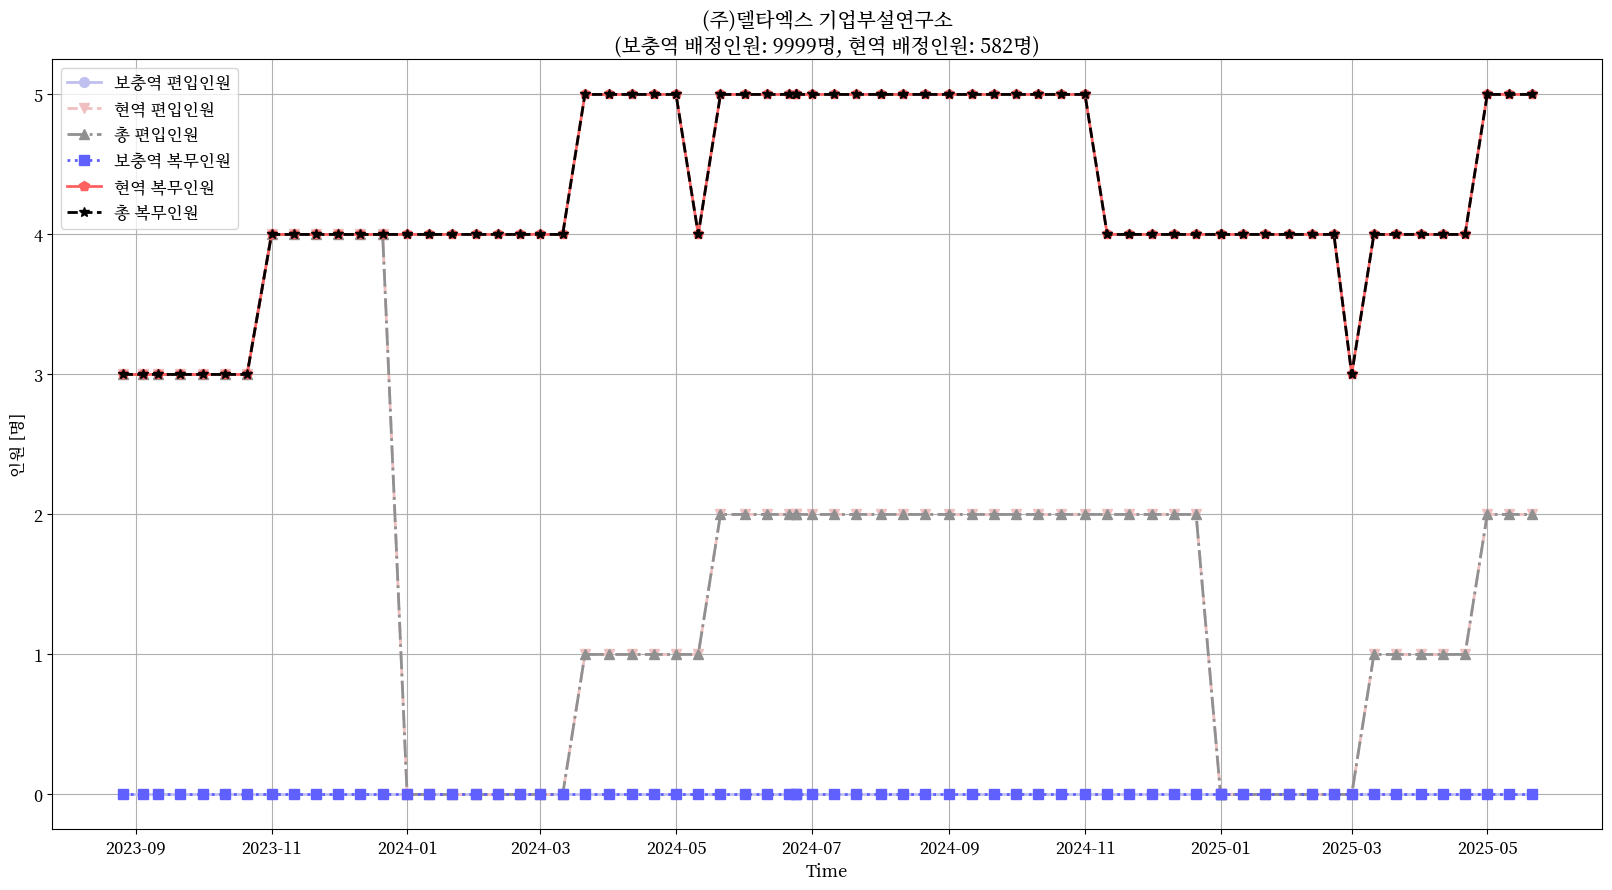 (주)델타엑스 기업부설연구소
(보충역 배정인원: 9999명, 현역 배정인원: 582명)
보충역 편입인원
현역 편입인원
총 편입인원
보충역 복무인원
현역 복무인원
총 복무인원
5
4
3
2
1
0
인원 [명]
2023-09
2023-11
2024-01
2024-03
2024-05
2024-07
2024-09
2024-11
2025-01
2025-03
2025-05
Time